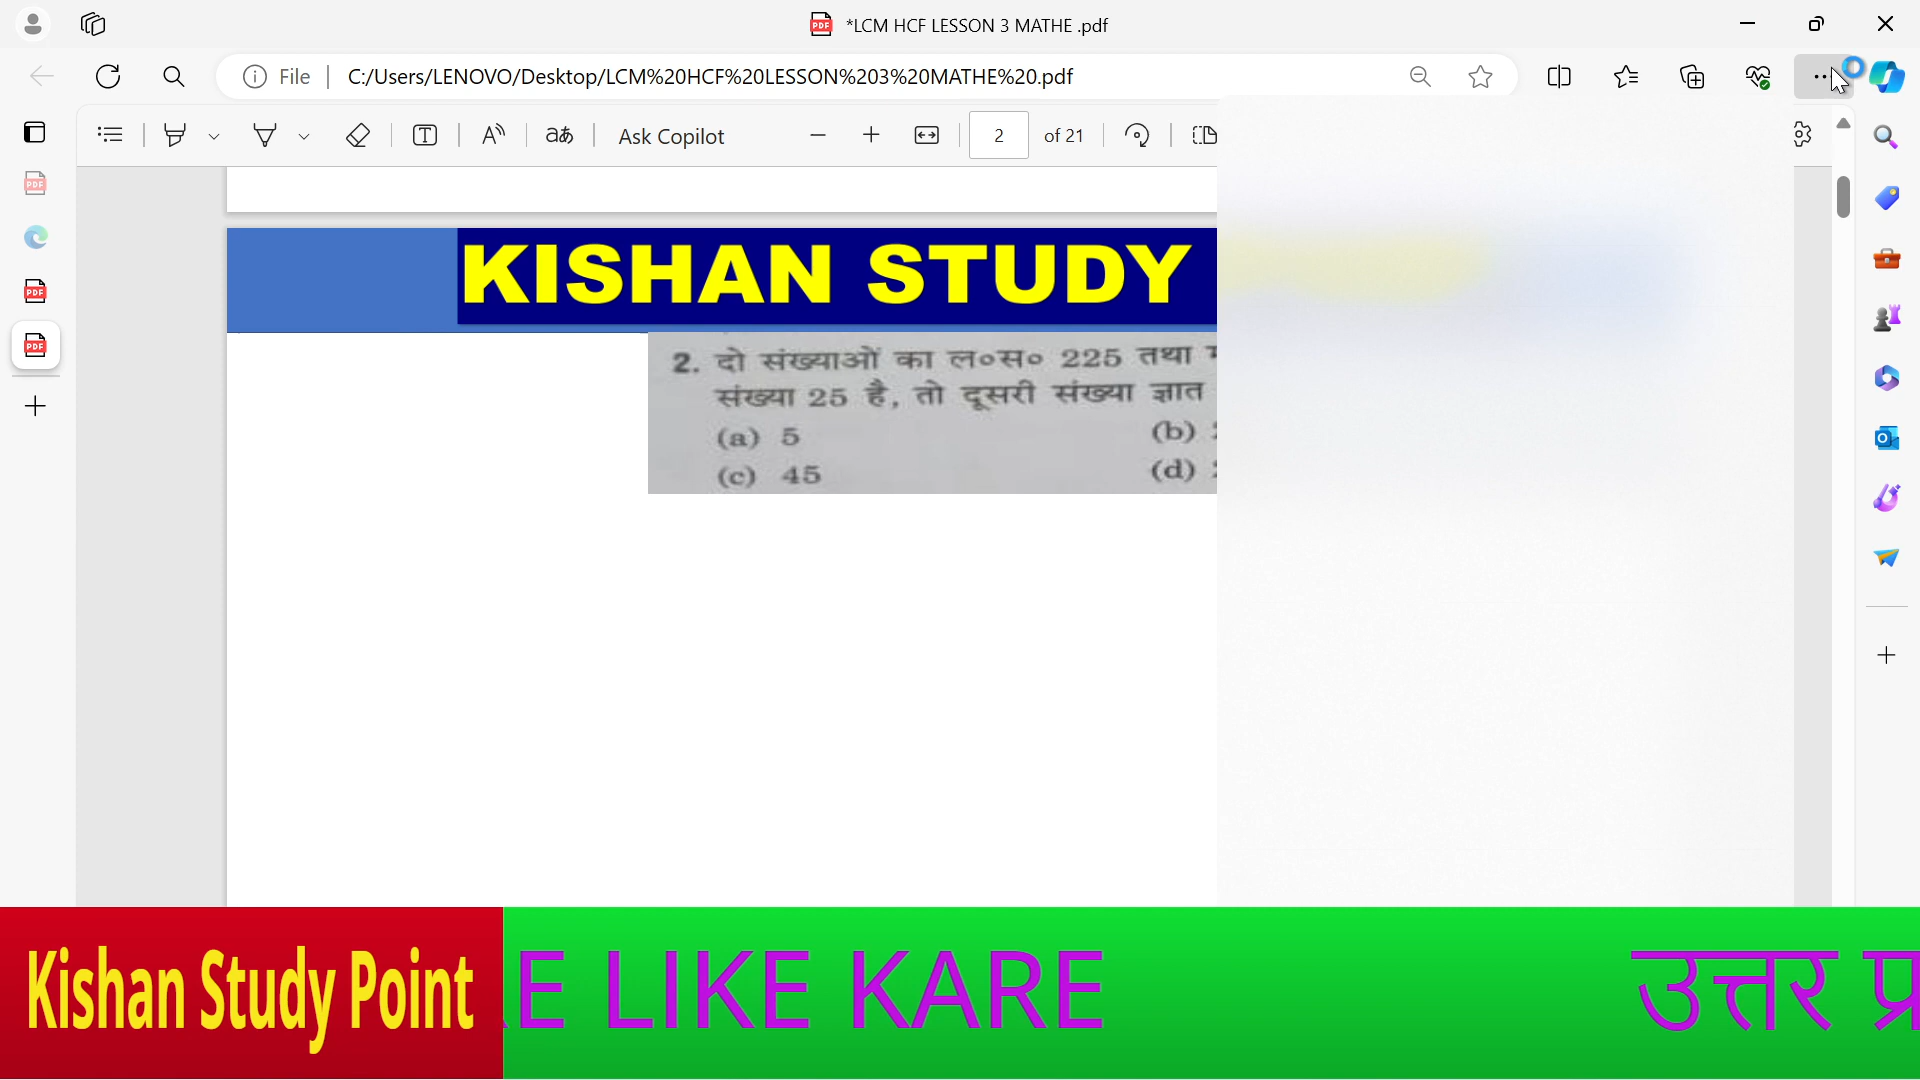 *LCM HCF LESSON 3 MATHE .pdf
File C:/Users/LENOVO/Desktop/LCM%20HCF%20LESSON%203%20MATHE%20.pdf
aあ Ask Copilot 2 of 21
KISHAN STUDY
2. दो संख्याओं का ल०स० 225 तथा
संख्या 25 है, तो दूसरी संख्या ज्ञात
(a) 5 (b)
(c) 45 (d)
Kishan Study Point E LIKE KARE उत्तर